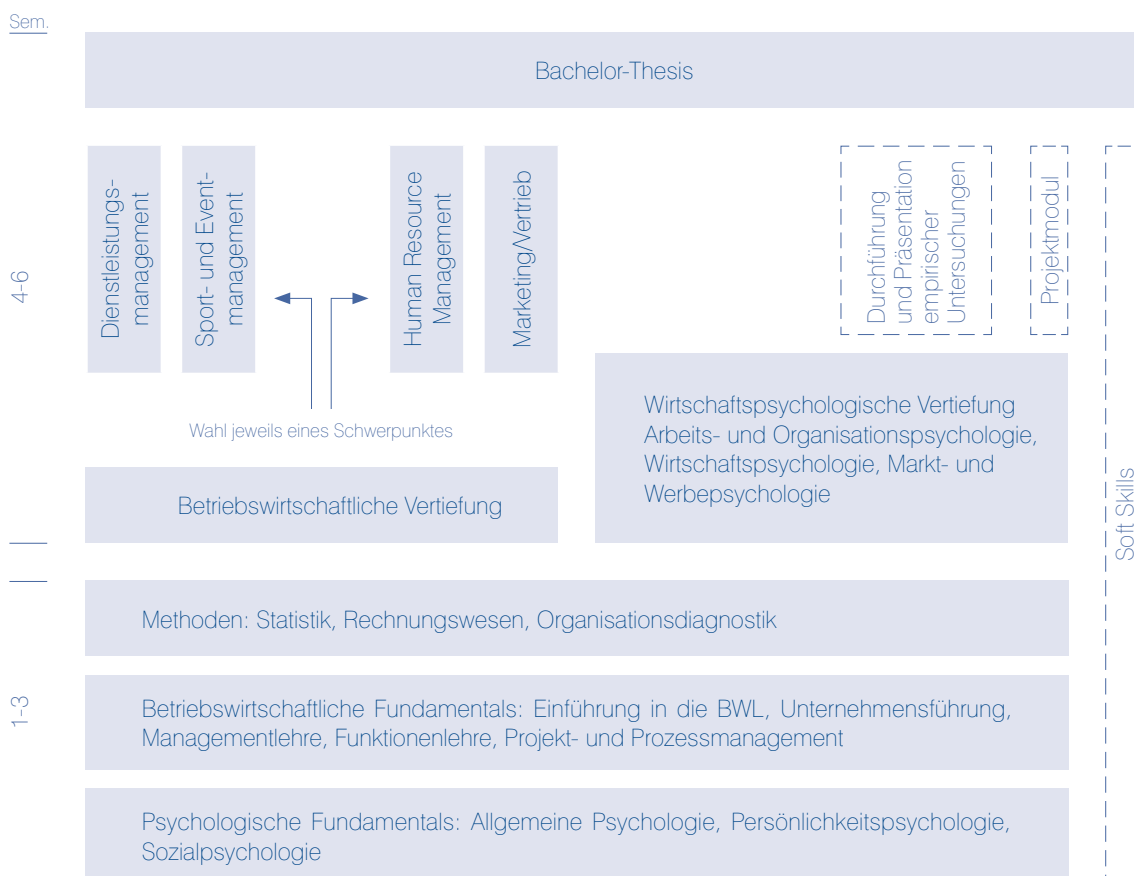 Sem.
Bachelor-Thesis
4-6
Dienstleistungs-
management
Sport- und Event-
management
Human Resource
Management
Marketing/Vertrieb
Durchführung
und Präsentation
empirischer
Untersuchungen
Projektmodul
Wahl jeweils eines Schwerpunktes
Betriebswirtschaftliche Vertiefung
Wirtschaftspsychologische Vertiefung
Arbeits- und Organisationspsychologie,
Wirtschaftspsychologie, Markt- und
Werbepsychologie
Soft Skills
1-3
Methoden: Statistik, Rechnungswesen, Organisationsdiagnostik
Betriebswirtschaftliche Fundamentals: Einführung in die BWL, Unternehmensführung,
Managementlehre, Funktionenlehre, Projekt- und Prozessmanagement
Psychologische Fundamentals: Allgemeine Psychologie, Persönlichkeitspsychologie,
Sozialpsychologie